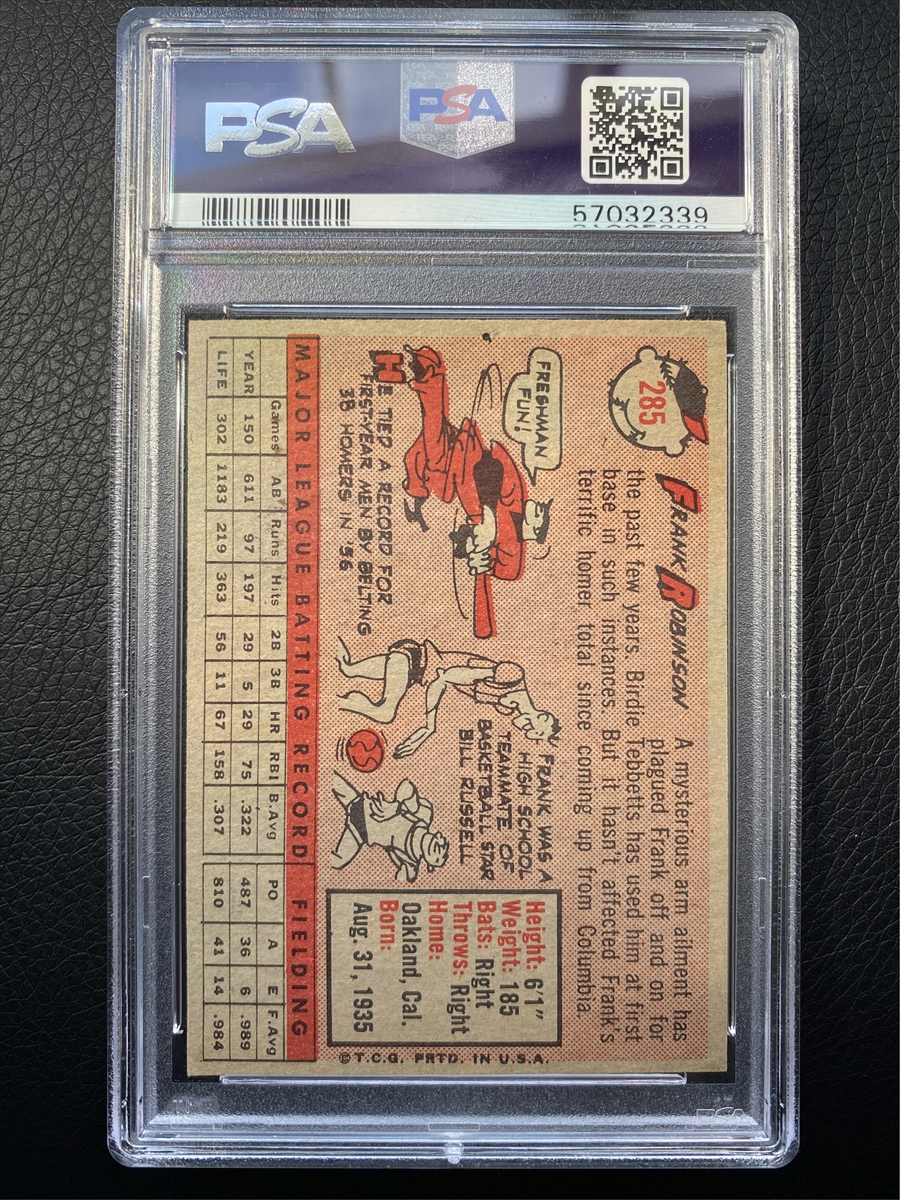 PSA
PSA
57032339
285
FRANK ROBINSON
A mysterious arm ailment has
plagued Frank off and on for
the past few years. Birdie Tebbetts has used him at first
base in such instances. But it hasn't affected Frank's
terrific homer total since coming up from Columbia.
FRESHMAN
FUN!
HE TIED A RECORD FOR
FIRST-YEAR MEN BY BELTING
38 HOMERS IN '56
FRANK WAS A
HIGH SCHOOL
TEAMMATE OF
BASKETBALL STAR
BILL RUSSELL
Height: 6'1"
Weight: 185
Bats: Right
Throws: Right
Home:
Oakland, Cal.
Born:
Aug. 31, 1935
MAJOR LEAGUE BATTING RECORD FIELDING
Games AB Runs Hits 2B 3B HR RBI B.Avg PO A E F.Avg
YEAR 150 611 97 197 29 5 29 75 .322 487 36 6 .989
LIFE 302 1183 219 363 56 11 67 158 .307 810 41 14 .984
© T.C.G. PRTD. IN U.S.A.
PSA